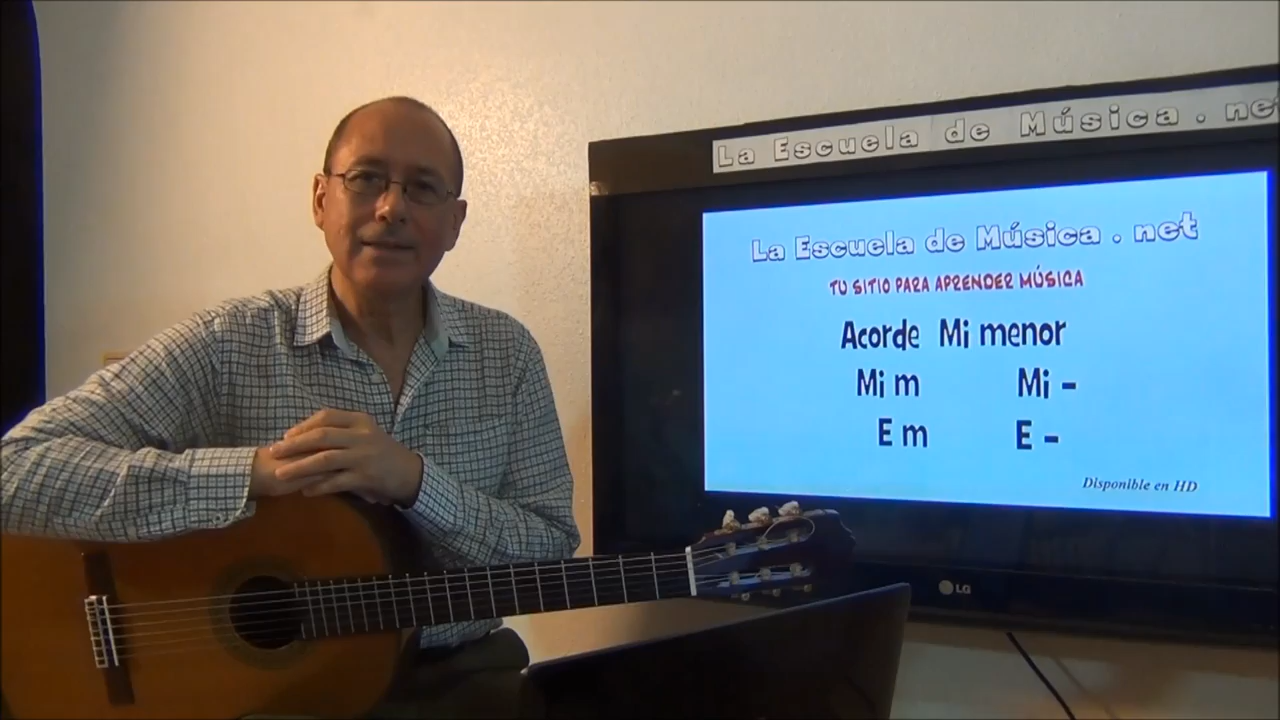 La Escuela de Música . net
La Escuela de Música . net
TU SITIO PARA APRENDER MÚSICA
Acorde Mi menor
Mi m Mi -
E m E -
Disponible en HD
LG